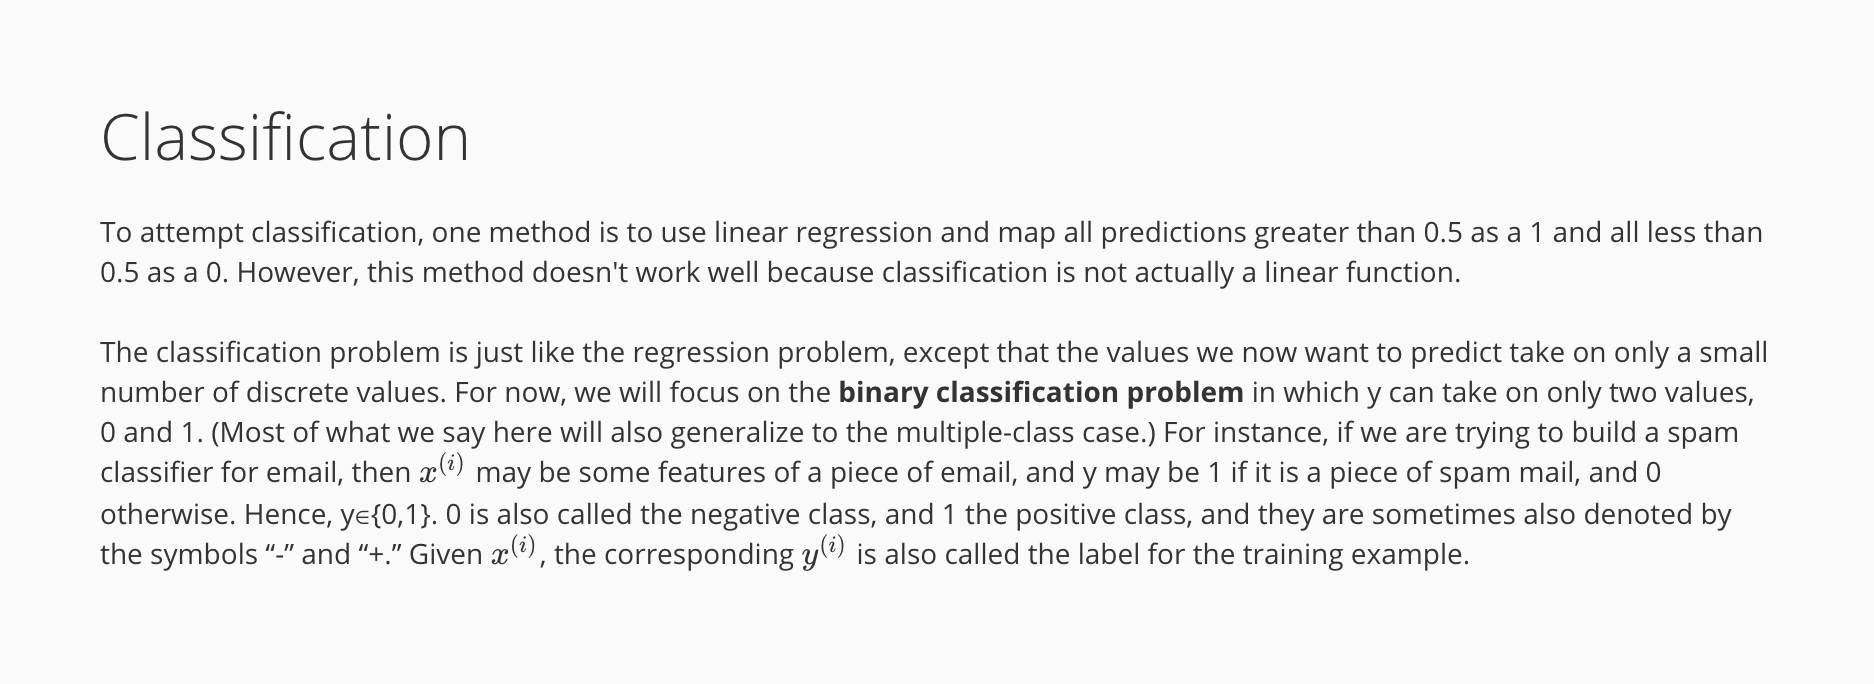 Classification
To attempt classification, one method is to use linear regression and map all predictions greater than 0.5 as a 1 and all less than
0.5 as a 0. However, this method doesn't work well because classification is not actually a linear function.
The classification problem is just like the regression problem, except that the values we now want to predict take on only a small
number of discrete values. For now, we will focus on the binary classification problem in which y can take on only two values,
0 and 1. (Most of what we say here will also generalize to the multiple-class case.) For instance, if we are trying to build a spam
classifier for email, then x^{(i)} may be some features of a piece of email, and y may be 1 if it is a piece of spam mail, and 0
otherwise. Hence, y∈{0,1}. 0 is also called the negative class, and 1 the positive class, and they are sometimes also denoted by
the symbols “-” and “+.” Given x^{(i)}, the corresponding y^{(i)} is also called the label for the training example.